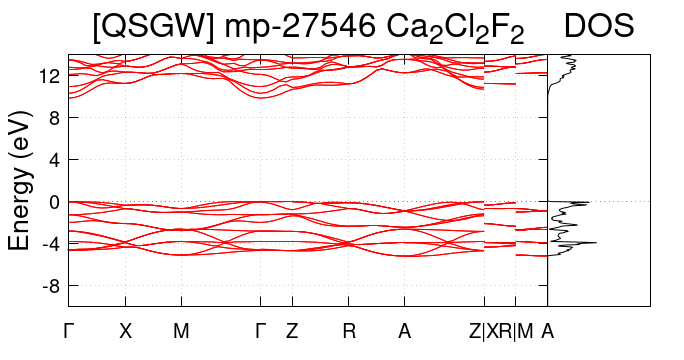 [QSGW] mp-27546 Ca₂Cl₂F₂ DOS
Energy (eV)
12
8
4
0
-4
-8
Γ X M Γ Z R A Z|XR|M A